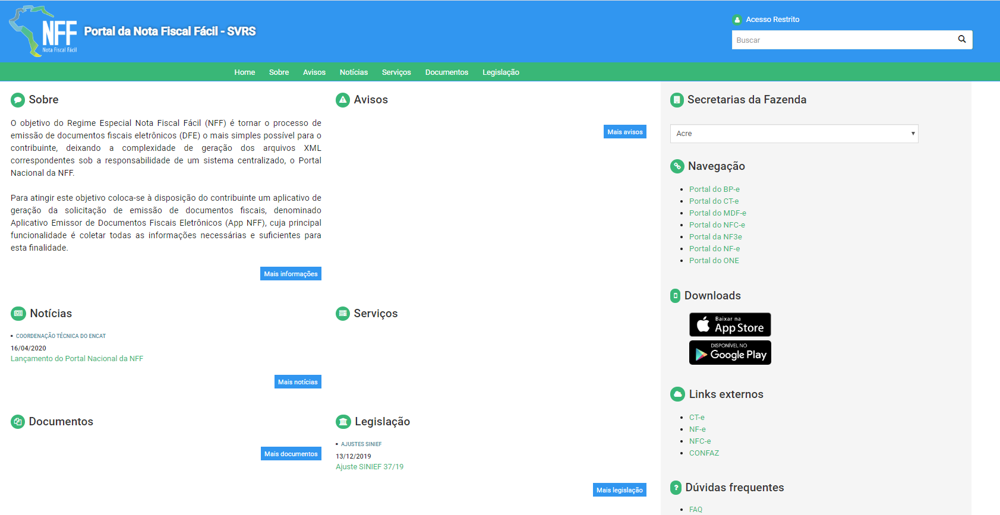 NFF
Nota Fiscal Fácil
Portal da Nota Fiscal Fácil - SVRS
Acesso Restrito
Buscar
Home Sobre Avisos Notícias Serviços Documentos Legislação
Sobre
O objetivo do Regime Especial Nota Fiscal Fácil (NFF) é tornar o processo de
emissão de documentos fiscais eletrônicos (DFE) o mais simples possível para o
contribuinte, deixando a complexidade de geração dos arquivos XML
correspondentes sob a responsabilidade de um sistema centralizado, o Portal
Nacional da NFF.
Para atingir este objetivo coloca-se à disposição do contribuinte um aplicativo de
geração da solicitação de emissão de documentos fiscais, denominado
Aplicativo Emissor de Documentos Fiscais Eletrônicos (App NFF), cuja principal
funcionalidade é coletar todas as informações necessárias e suficientes para
esta finalidade.
Mais informações
Avisos
Mais avisos
Notícias
COORDENAÇÃO TÉCNICA DO ENCAT
16/04/2020
Lançamento do Portal Nacional da NFF
Mais notícias
Serviços
Documentos
Mais documentos
Legislação
AJUSTES SINIEF
13/12/2019
Ajuste SINIEF 37/19
Mais legislação
Secretarias da Fazenda
Acre
Navegação
Portal do BP-e
Portal do CT-e
Portal do MDF-e
Portal do NFC-e
Portal da NF3e
Portal do NF-e
Portal do ONE
Downloads
Baixar na
App Store
DISPONÍVEL NO
Google Play
Links externos
CT-e
NF-e
NFC-e
CONFAZ
Dúvidas frequentes
FAQ